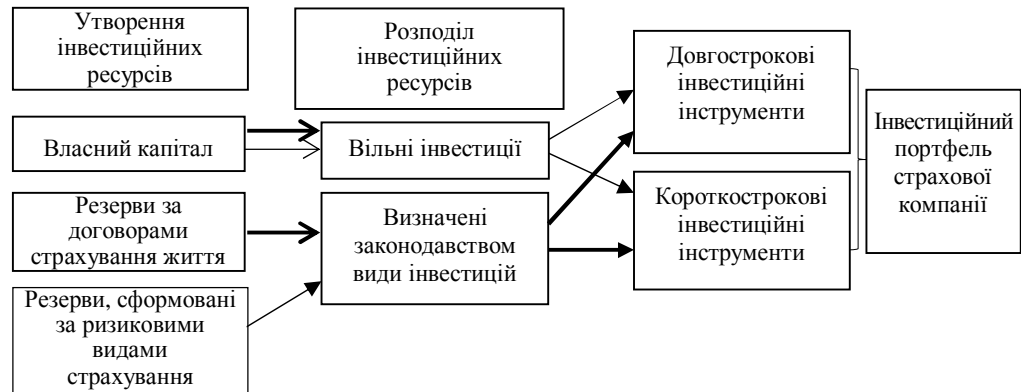 Утворення
інвестиційних
ресурсів
Розподіл
інвестиційних
ресурсів
Довгострокові
інвестиційні
інструменти
Інвестиційний
портфель
страхової
компанії
Власний капітал
Вільні інвестиції
Короткострокові
інвестиційні
інструменти
Резерви за
договорами
страхування життя
Визначені
законодавством
види інвестицій
Резерви, сформовані
за ризиковими
видами
страхування